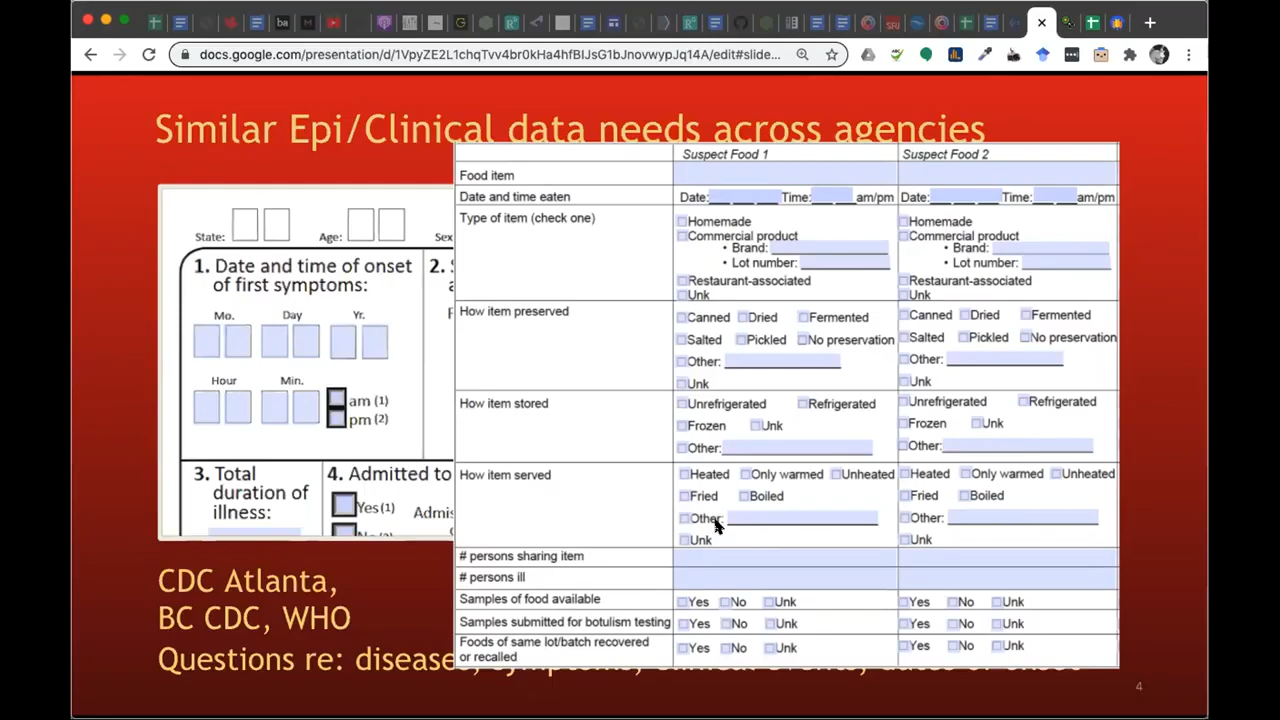 docs.google.com/presentation/d/1VpyZE2L1chqTvv4br0kHa4hfBIJsG1bJnovwypJq14A/edit#slide...
Similar Epi/Clinical data needs across agencies
State:
Age:
Sex
1. Date and time of onset
of first symptoms:
2.
Mo. Day Yr.
Hour Min.
am (1)
pm (2)
3. Total
duration of
illness:
4. Admitted to
Yes (1)
Admis
Suspect Food 1 Suspect Food 2
Food item
Date and time eaten Date: Time: am/pm Date: Time: am/pm
Type of item (check one) Homemade Homemade
Commercial product Commercial product
• Brand: • Brand:
• Lot number: • Lot number:
Restaurant-associated Restaurant-associated
Unk Unk
How item preserved Canned Dried Fermented Canned Dried Fermented
Salted Pickled No preservation Salted Pickled No preservation
Other: Other:
Unk Unk
How item stored Unrefrigerated Refrigerated Unrefrigerated Refrigerated
Frozen Unk Frozen Unk
Other: Other:
How item served Heated Only warmed Unheated Heated Only warmed Unheated
Fried Boiled Fried Boiled
Other: Other:
Unk Unk
# persons sharing item
# persons ill
Samples of food available Yes No Unk Yes No Unk
Samples submitted for botulism testing Yes No Unk Yes No Unk
Foods of same lot/batch recovered
or recalled Yes No Unk Yes No Unk
CDC Atlanta,
BC CDC, WHO
Questions re: diseases, symptoms, clinical events,
4